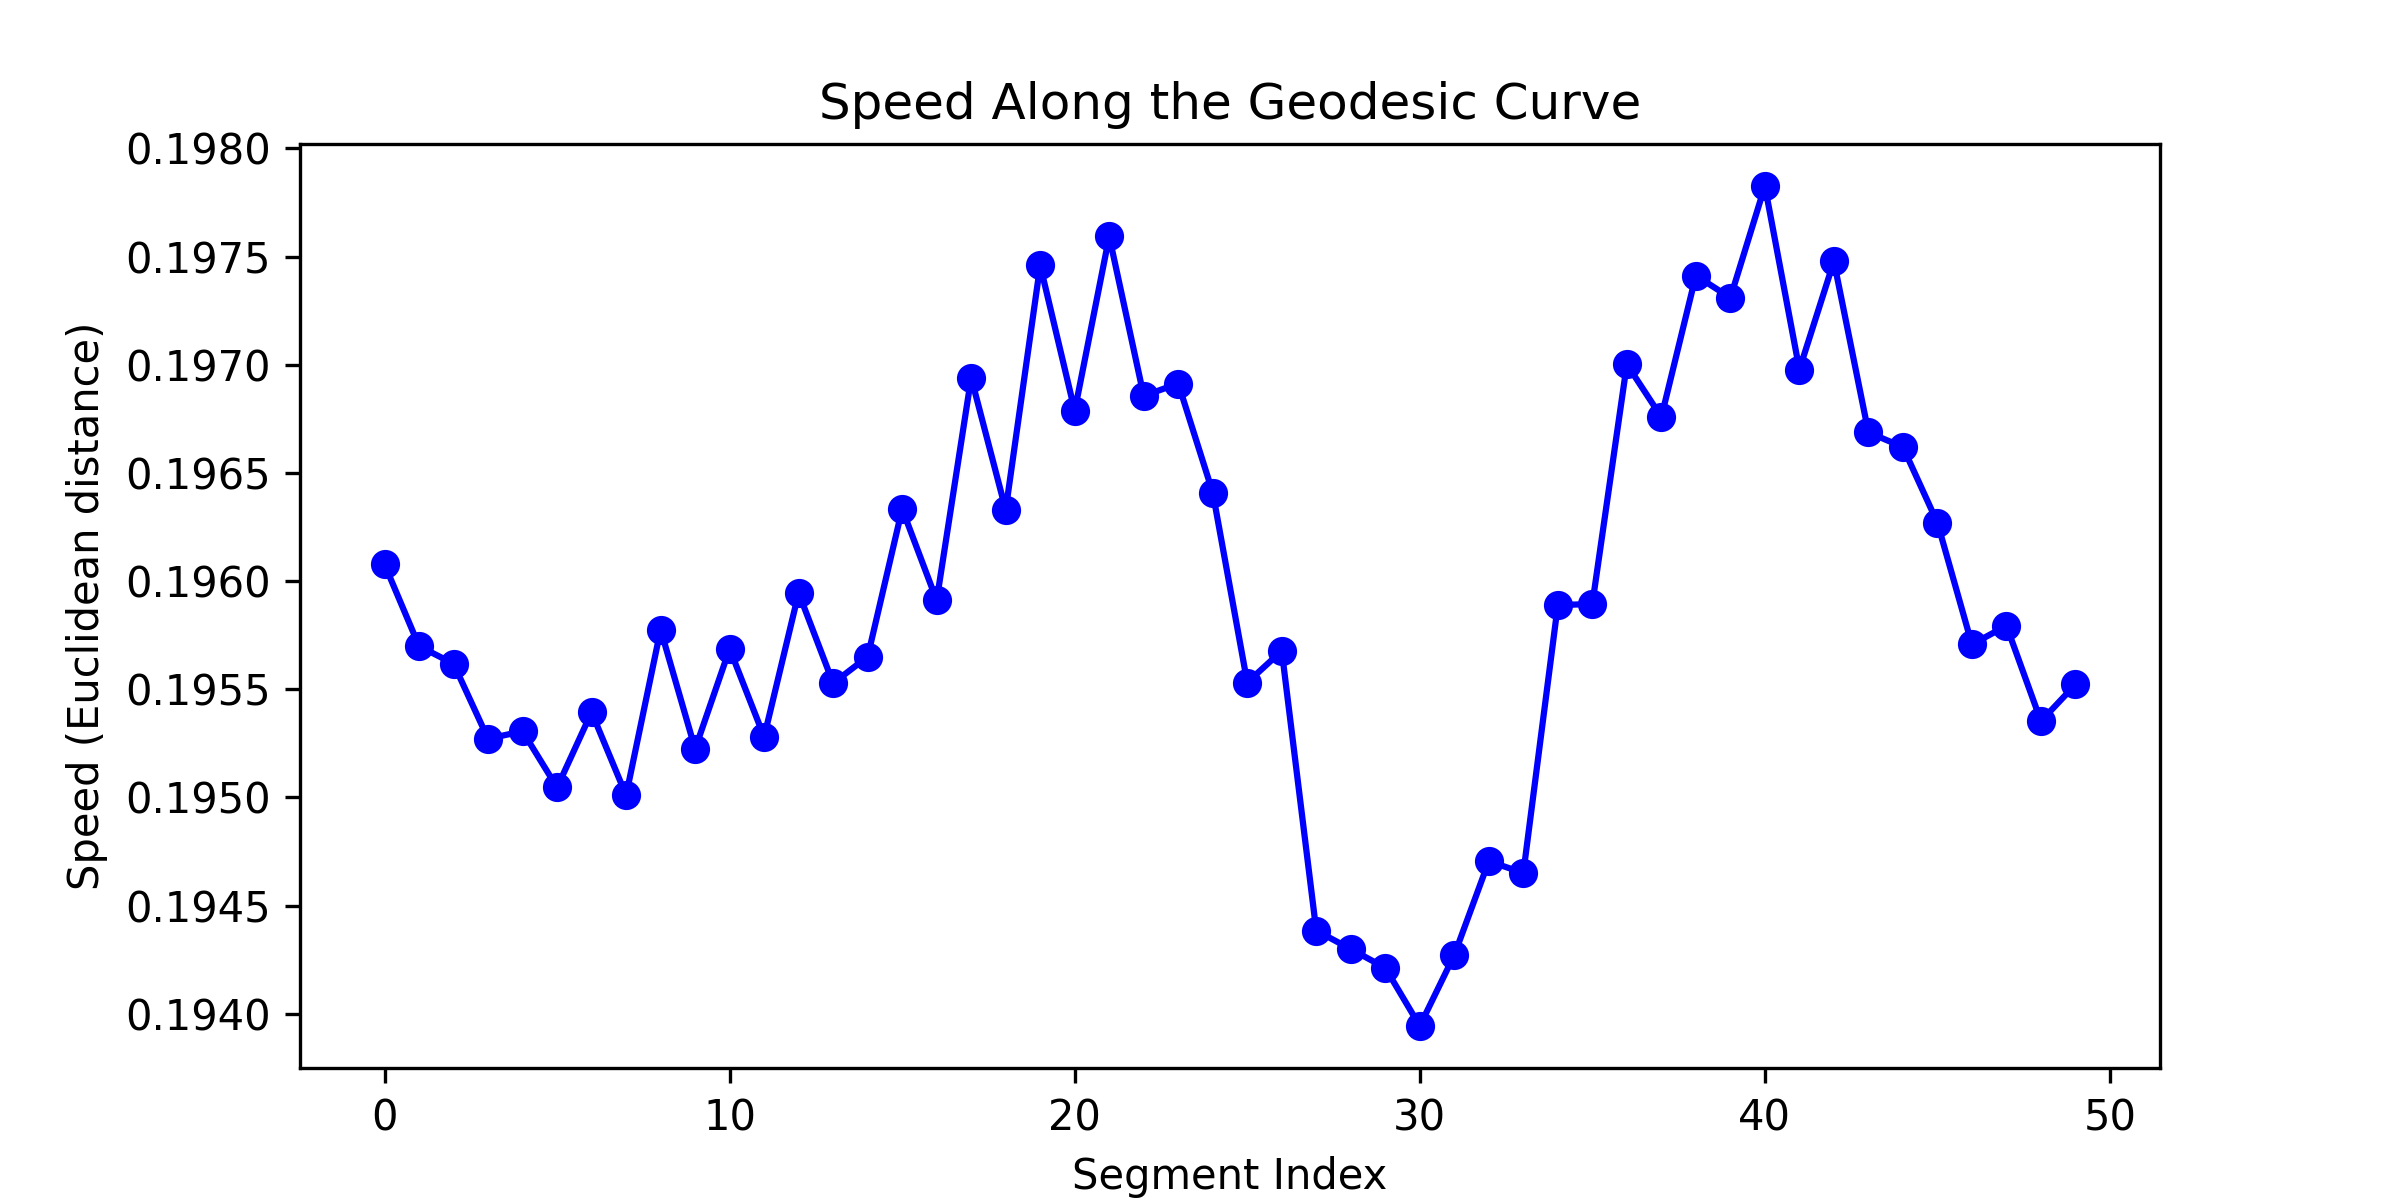 Speed Along the Geodesic Curve
Speed (Euclidean distance)
0.1980
0.1975
0.1970
0.1965
0.1960
0.1955
0.1950
0.1945
0.1940
0 10 20 30 40 50
Segment Index